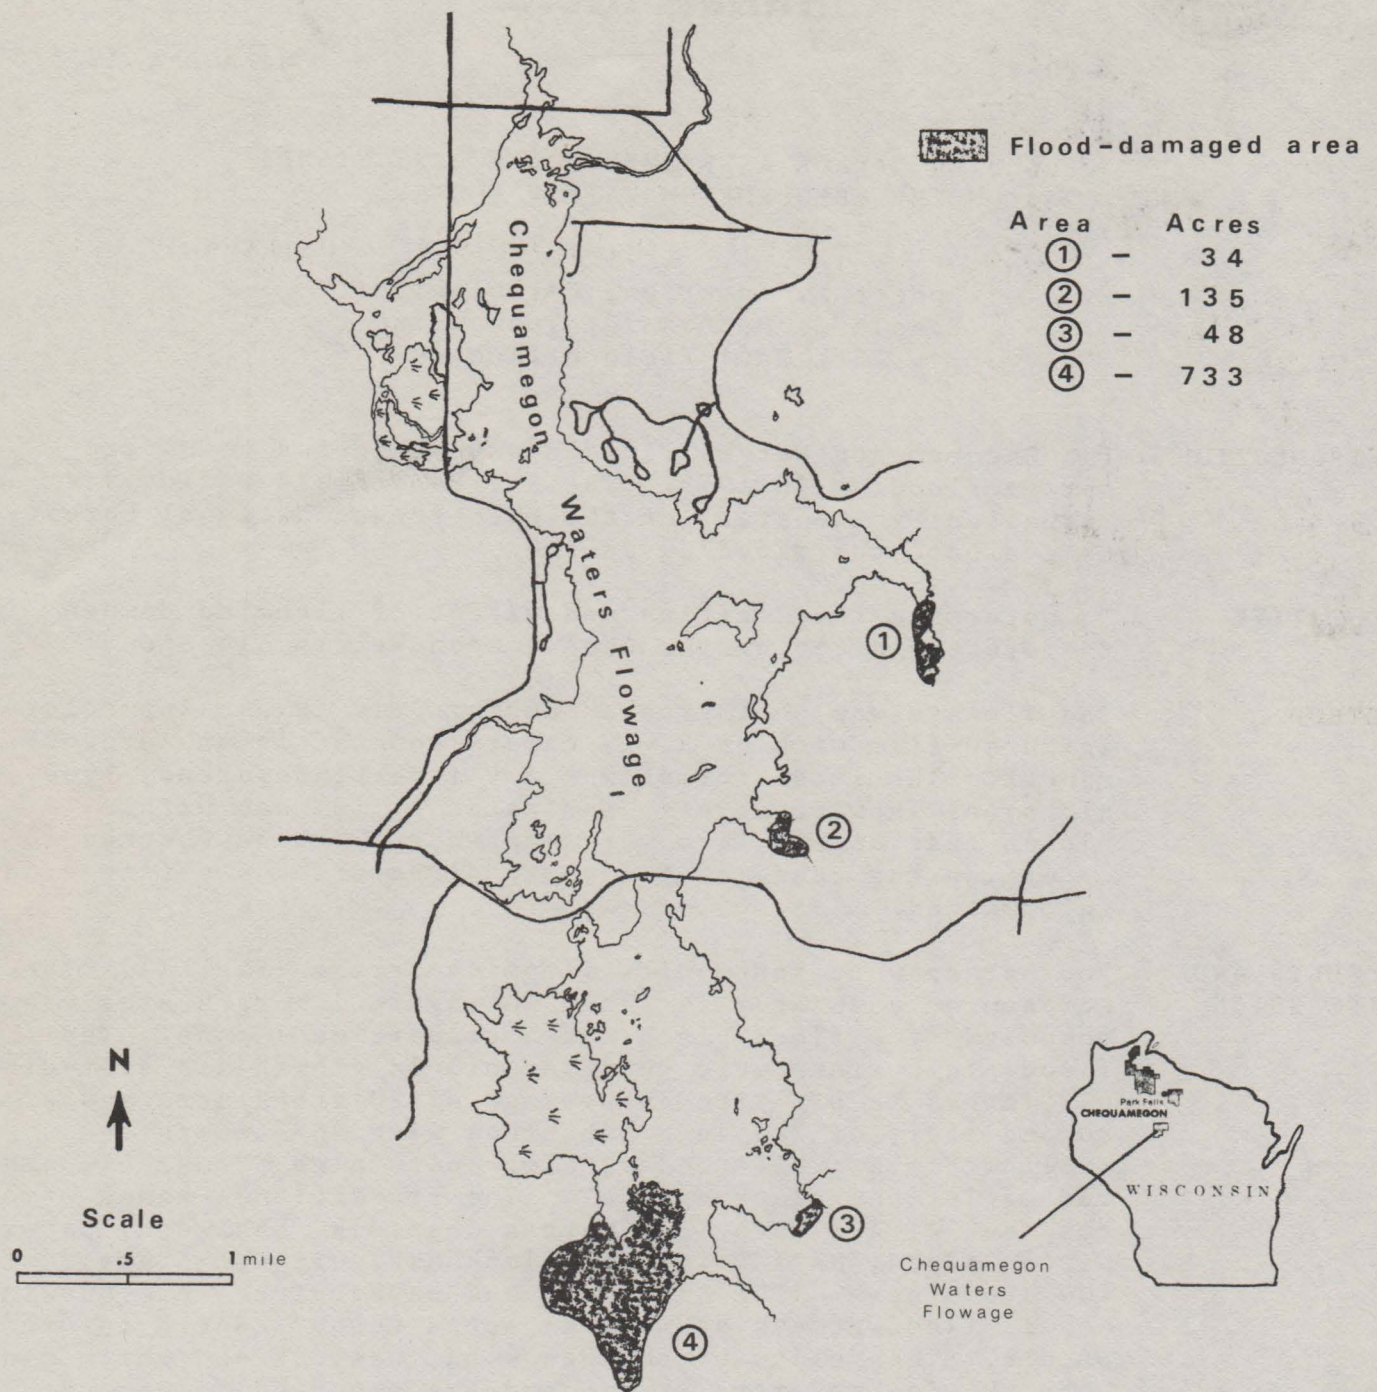 Flood-damaged area
Area Acres
① - 34
② - 135
③ - 48
④ - 733
Chequamegon
Waters Flowage
①
②
③
④
N
Scale
0 .5 1 mile
Park Falls
CHEQUAMEGON
WISCONSIN
Chequamegon
Waters
Flowage